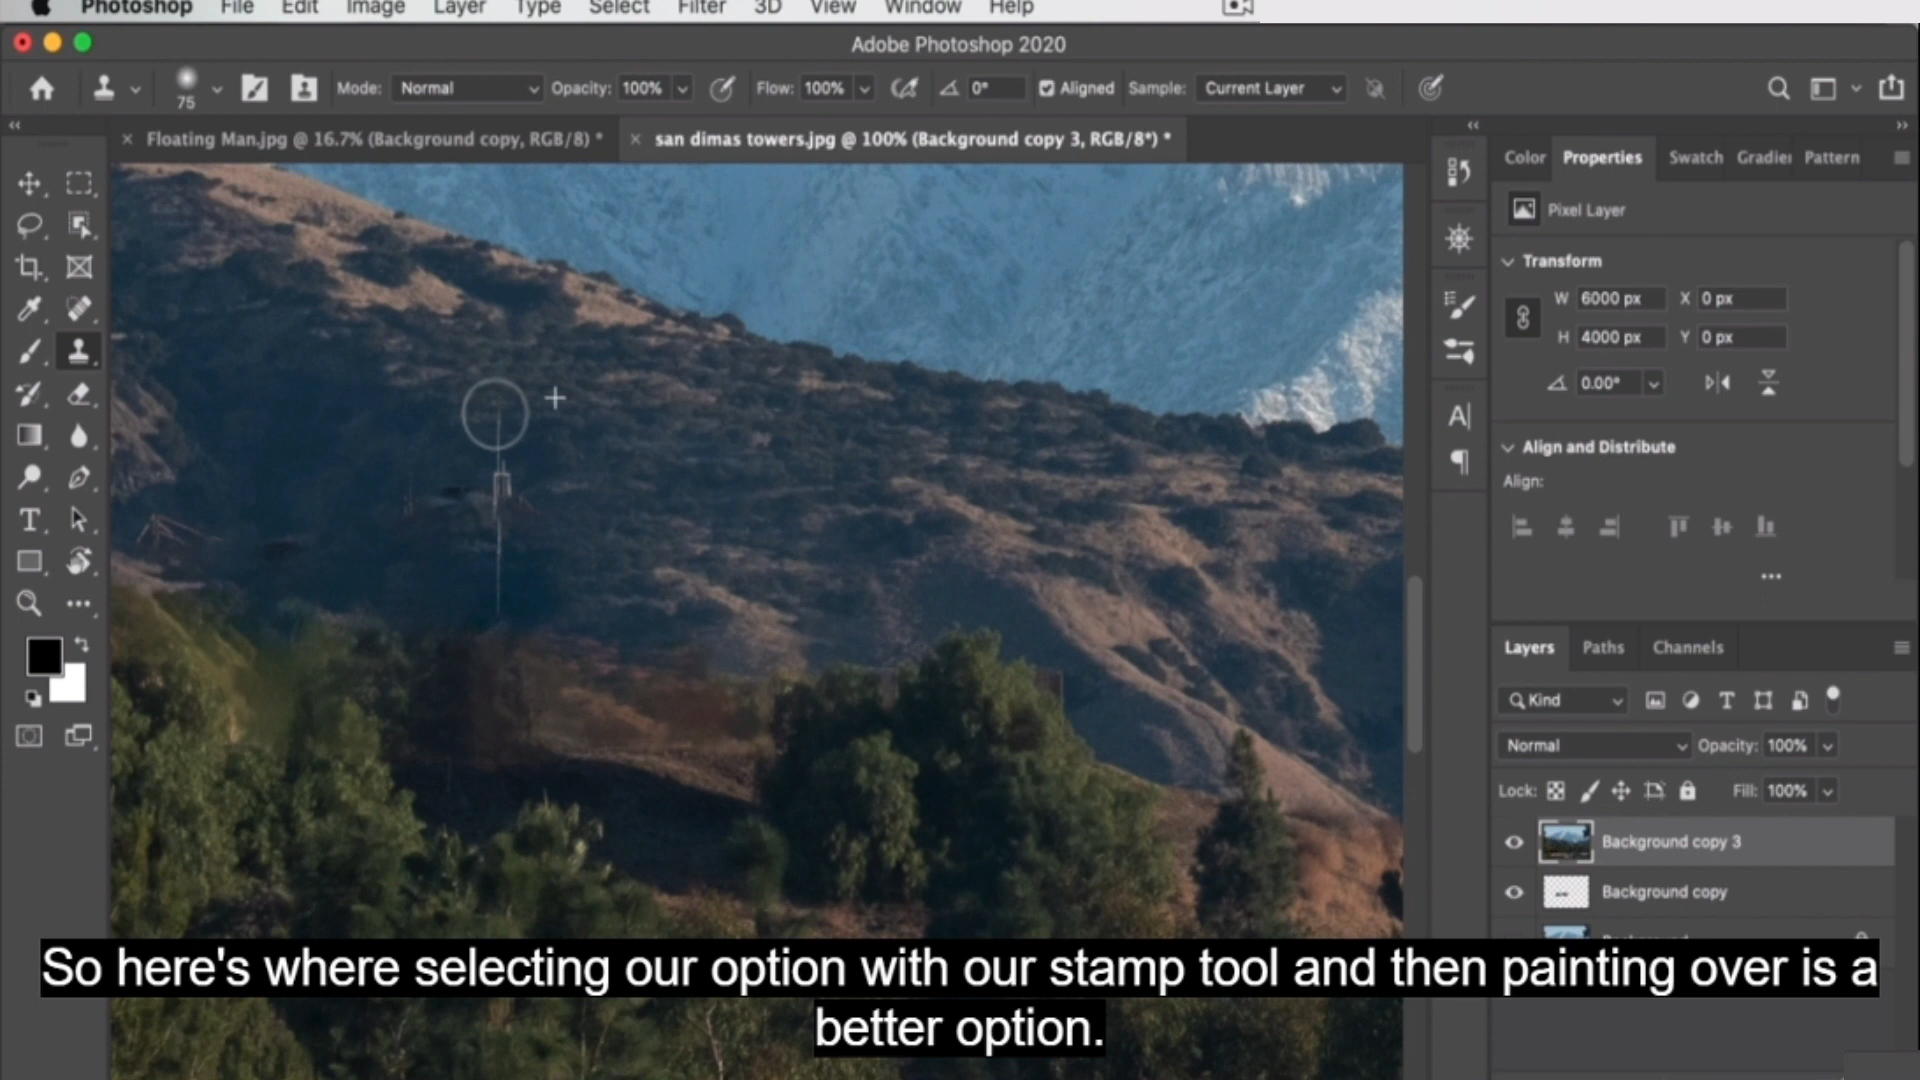 Photoshop File Edit Image Layer Type Select Filter 3D View Window Help
Adobe Photoshop 2020
75 Mode: Normal Opacity: 100% Flow: 100% 0° Aligned Sample: Current Layer
× Floating Man.jpg @ 16.7% (Background copy, RGB/8) * × san dimas towers.jpg @ 100% (Background copy 3, RGB/8*) *
Color Properties Swatch Gradier Pattern
Pixel Layer
Transform
W 6000 px X 0 px
H 4000 px Y 0 px
0.00°
Align and Distribute
Align:
Layers Paths Channels
Kind
Normal Opacity: 100%
Lock: Fill: 100%
Background copy 3
Background copy
So here's where selecting our option with our stamp tool and then painting over is a
better option.